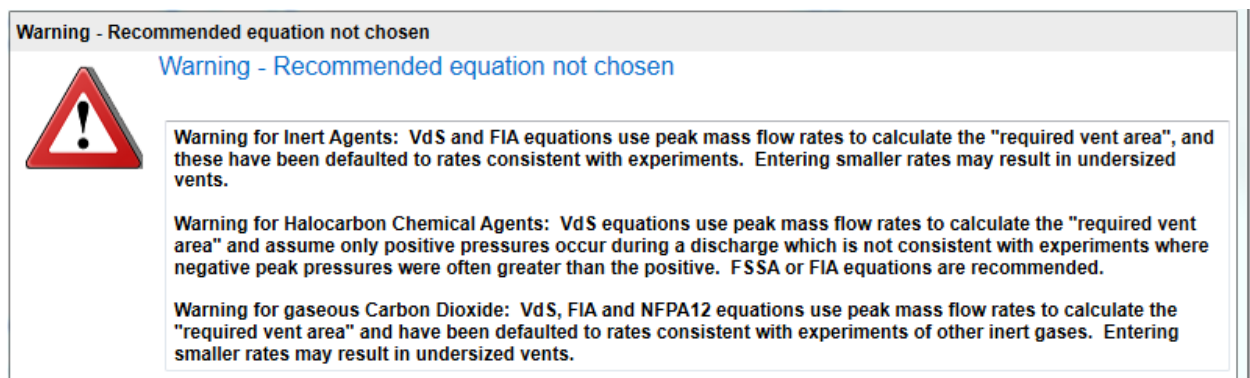 Warning - Recommended equation not chosen
Warning - Recommended equation not chosen
Warning for Inert Agents:  VdS and FIA equations use peak mass flow rates to calculate the "required vent area", and
these have been defaulted to rates consistent with experiments.  Entering smaller rates may result in undersized
vents.
Warning for Halocarbon Chemical Agents:  VdS equations use peak mass flow rates to calculate the "required vent
area" and assume only positive pressures occur during a discharge which is not consistent with experiments where
negative peak pressures were often greater than the positive.  FSSA or FIA equations are recommended.
Warning for gaseous Carbon Dioxide:  VdS, FIA and NFPA12 equations use peak mass flow rates to calculate the
"required vent area" and have been defaulted to rates consistent with experiments of other inert gases.  Entering
smaller rates may result in undersized vents.